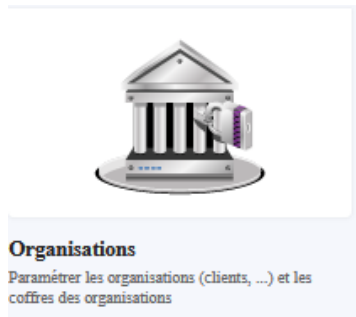 Organisations
Paramétrer les organisations (clients, ...) et les
coffres des organisations